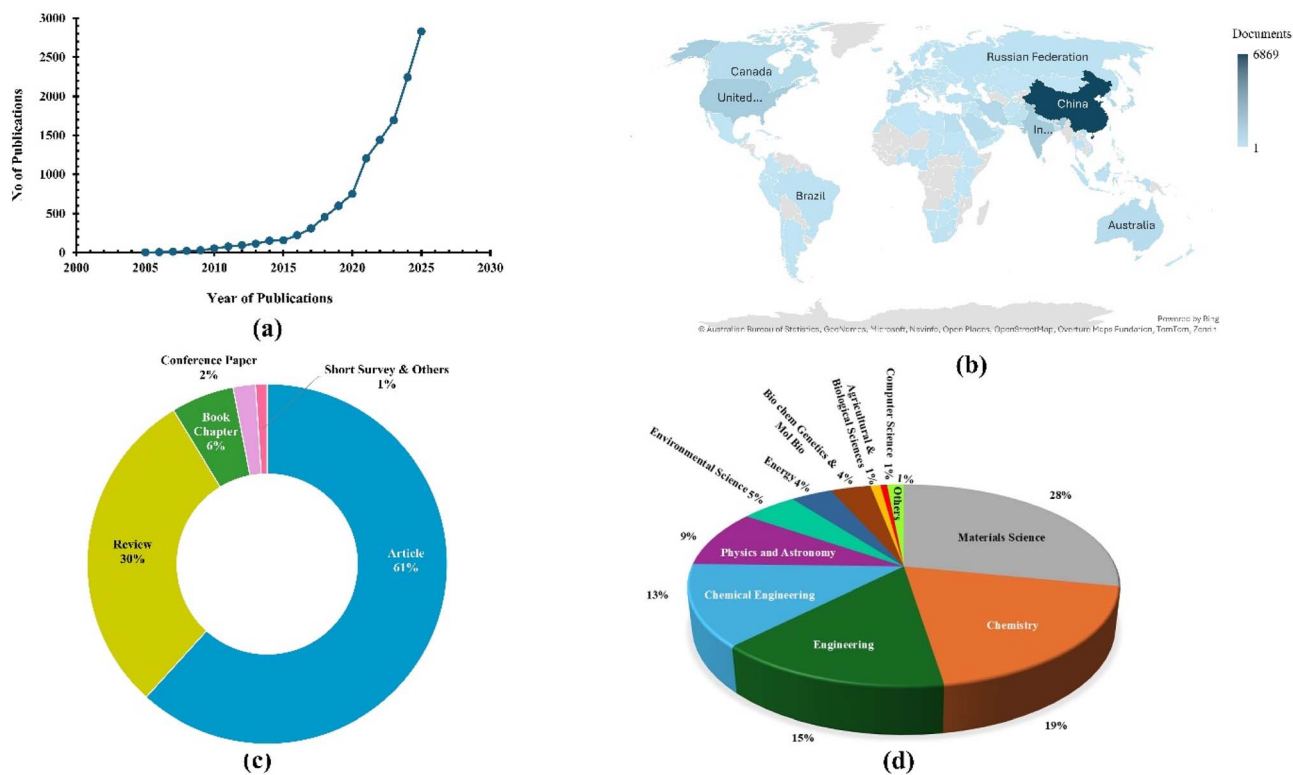 3000
2500
2000
1500
1000
500
0
No of Publications
2000
2005
2010
2015
2020
2025
2030
Year of Publications
(a)
Documents
6869
1
Russian Federation
Canada
United...
China
In...
Brazil
Australia
Powered by Bing
© Australian Bureau of Statistics, GeoNames, Microsoft, Navinfo, Open Places, OpenStreetMap, Overture Maps Fundation, TomTom, Zenrin
(b)
Conference Paper
2%
Short Survey & Others
1%
Book
Chapter
6%
Review
30%
Article
61%
(c)
Environmental Science 5%
Energy 4%
Bio chem Genetics &
Mol Bio
4%
Agricultural &
Biological Sciences
1%
Computer Science 1%
1%
Others
28%
Materials Science
9%
Physics and Astronomy
13%
Chemical Engineering
Engineering
15%
Chemistry
19%
(d)